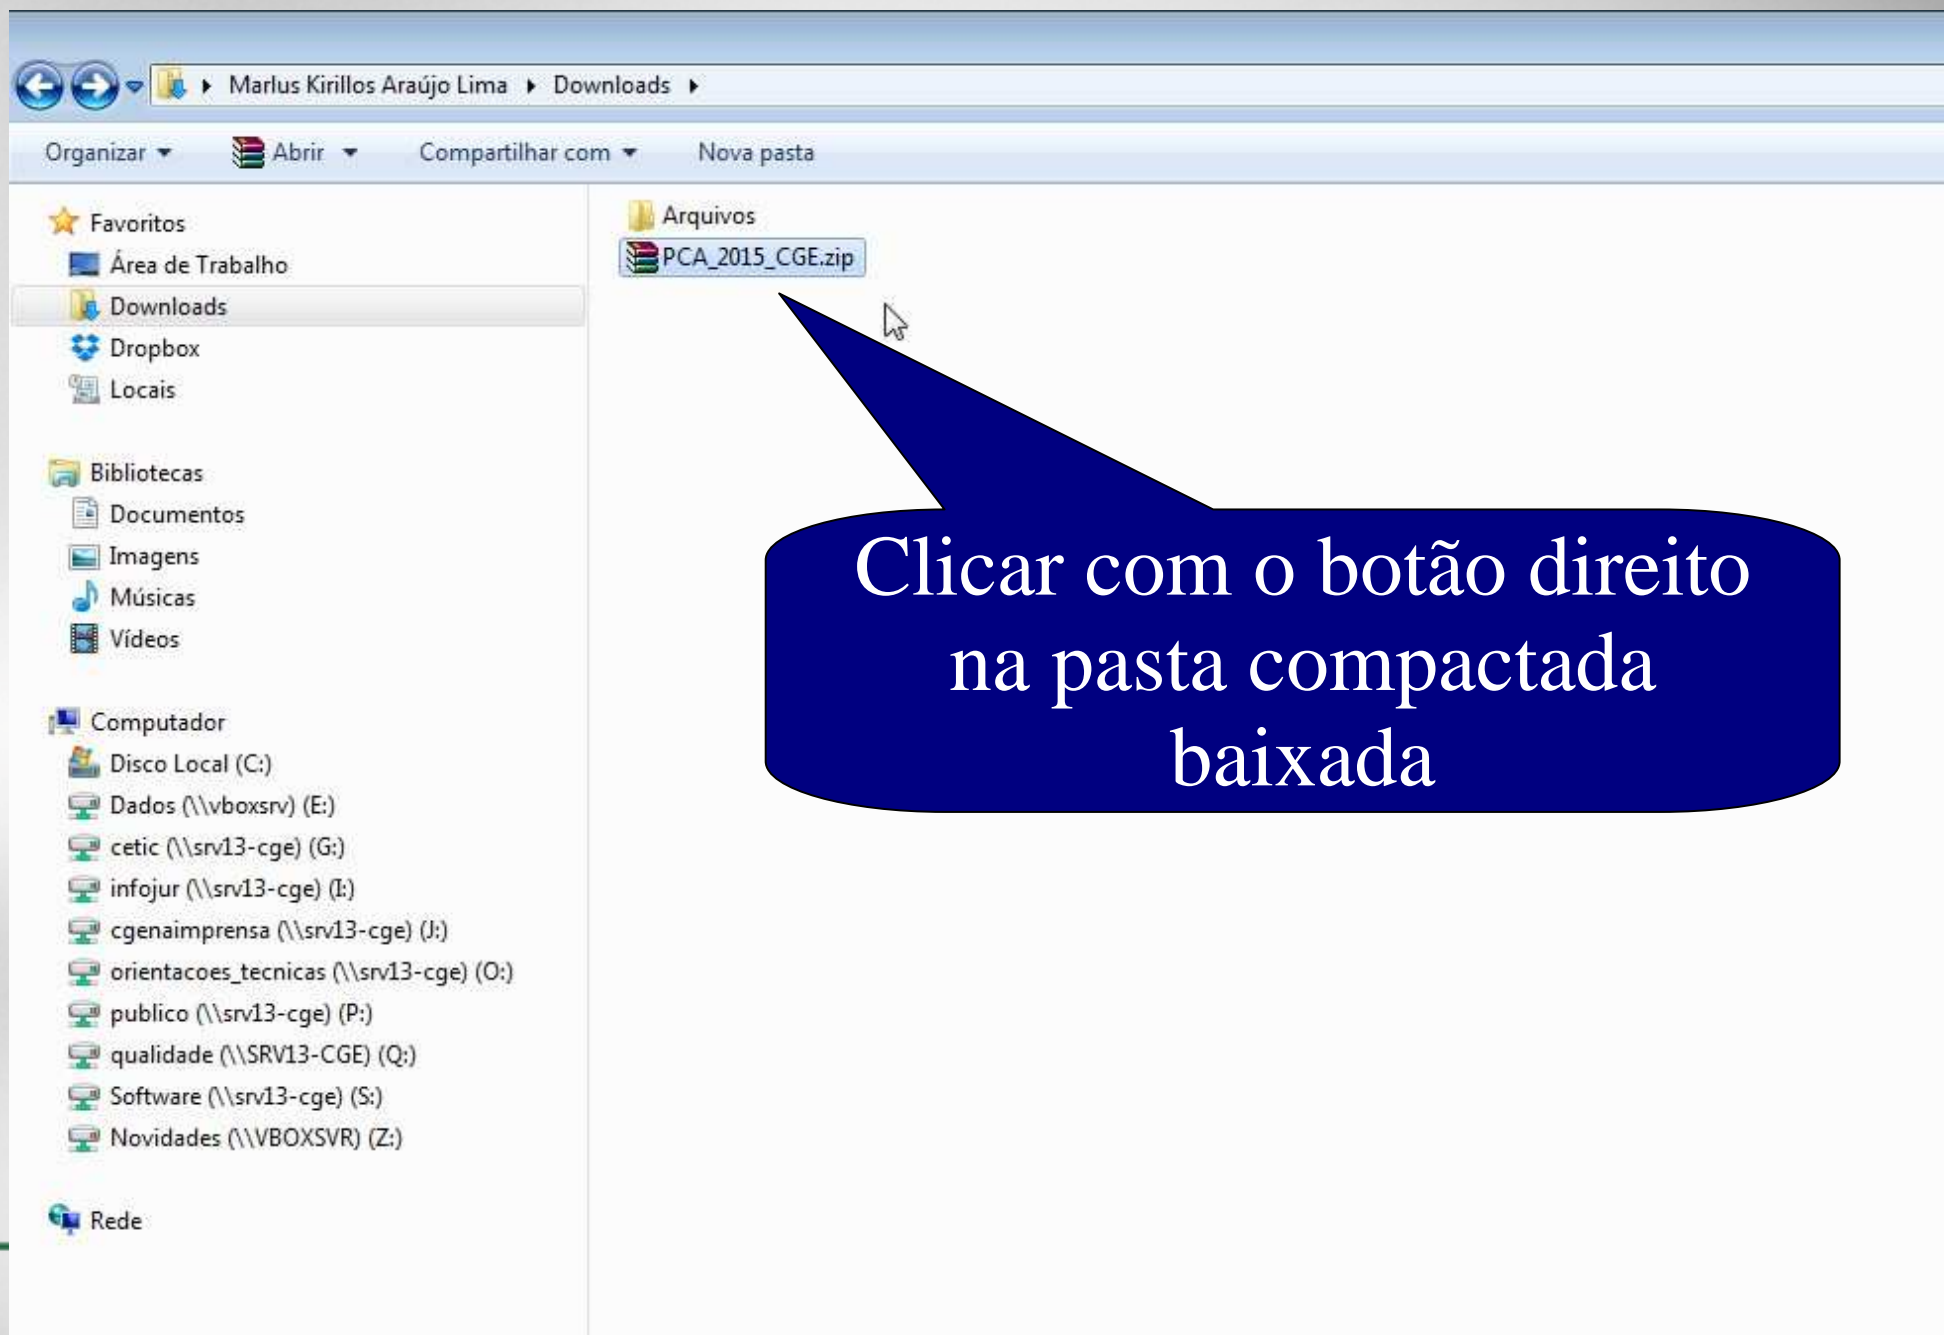 Marlus Kirillos Araújo Lima Downloads
Organizar Abrir Compartilhar com Nova pasta
Favoritos
Área de Trabalho
Downloads
Dropbox
Locais
Bibliotecas
Documentos
Imagens
Músicas
Vídeos
Computador
Disco Local (C:)
Dados (\\vboxsrv) (E:)
cetic (\\srv13-cge) (G:)
infojur (\\srv13-cge) (I:)
cgenaimprensa (\\srv13-cge) (J:)
orientacoes_tecnicas (\\srv13-cge) (O:)
publico (\\srv13-cge) (P:)
qualidade (\\SRV13-CGE) (Q:)
Software (\\srv13-cge) (S:)
Novidades (\\VBOXSVR) (Z:)
Rede
Arquivos
PCA_2015_CGE.zip
Clicar com o botão direito
na pasta compactada
baixada